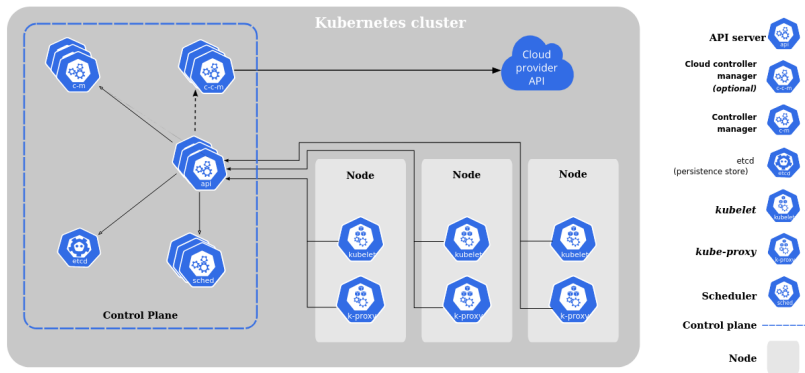 Kubernetes cluster
c-m
c-c-m
Cloud
provider
API
api
etcd
sched
Control Plane
Node
kubelet
k-proxy
Node
kubelet
k-proxy
Node
kubelet
k-proxy
API server
api
Cloud controller
manager
(optional)
c-c-m
Controller
manager
c-m
etcd
(persistence store)
etcd
kubelet
kubelet
kube-proxy
k-proxy
Scheduler
sched
Control plane
Node